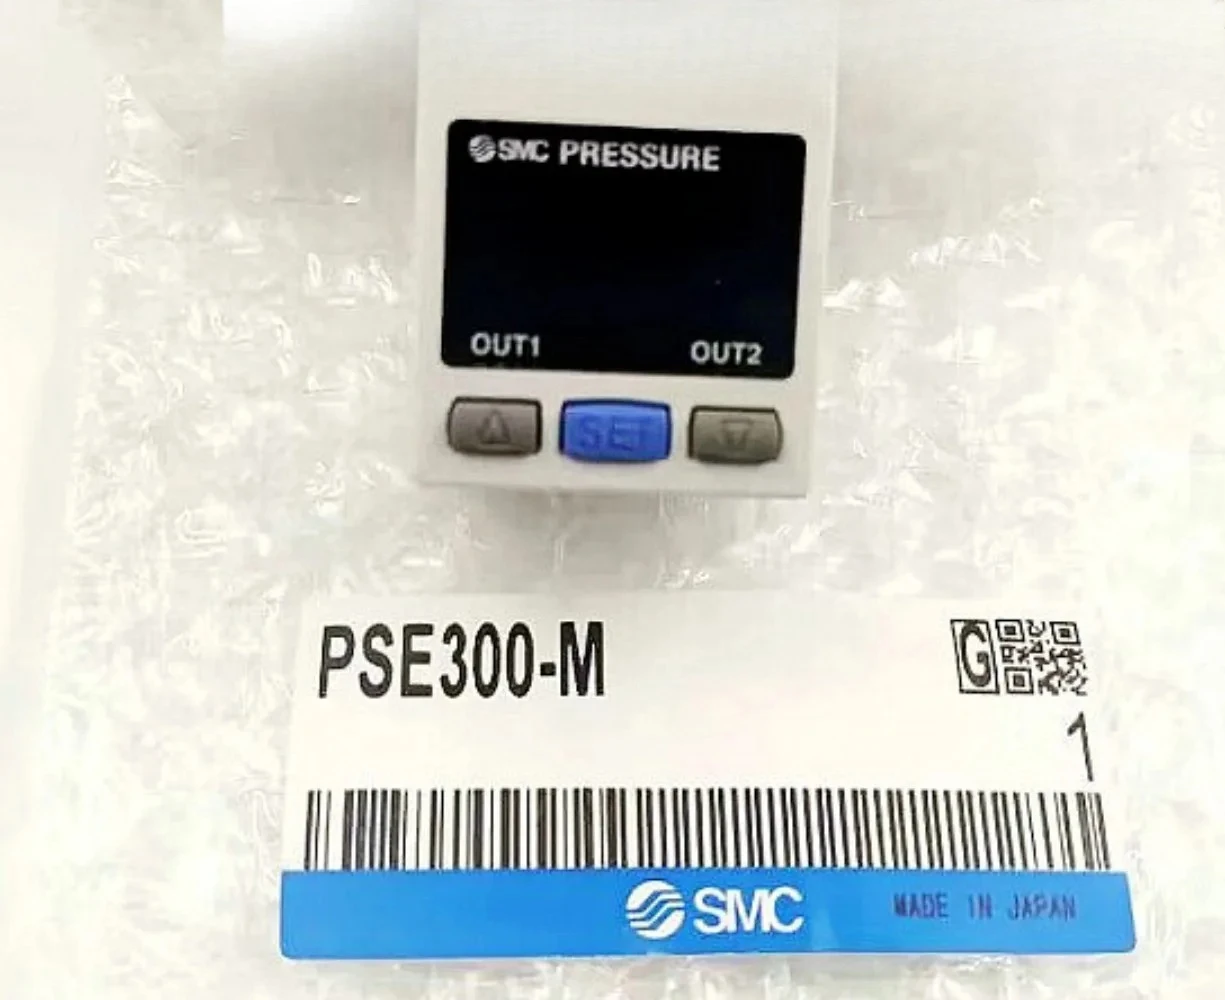 SMC PRESSURE
OUT1 OUT2
SET
PSE300-M
G
1
SMC MADE IN JAPAN